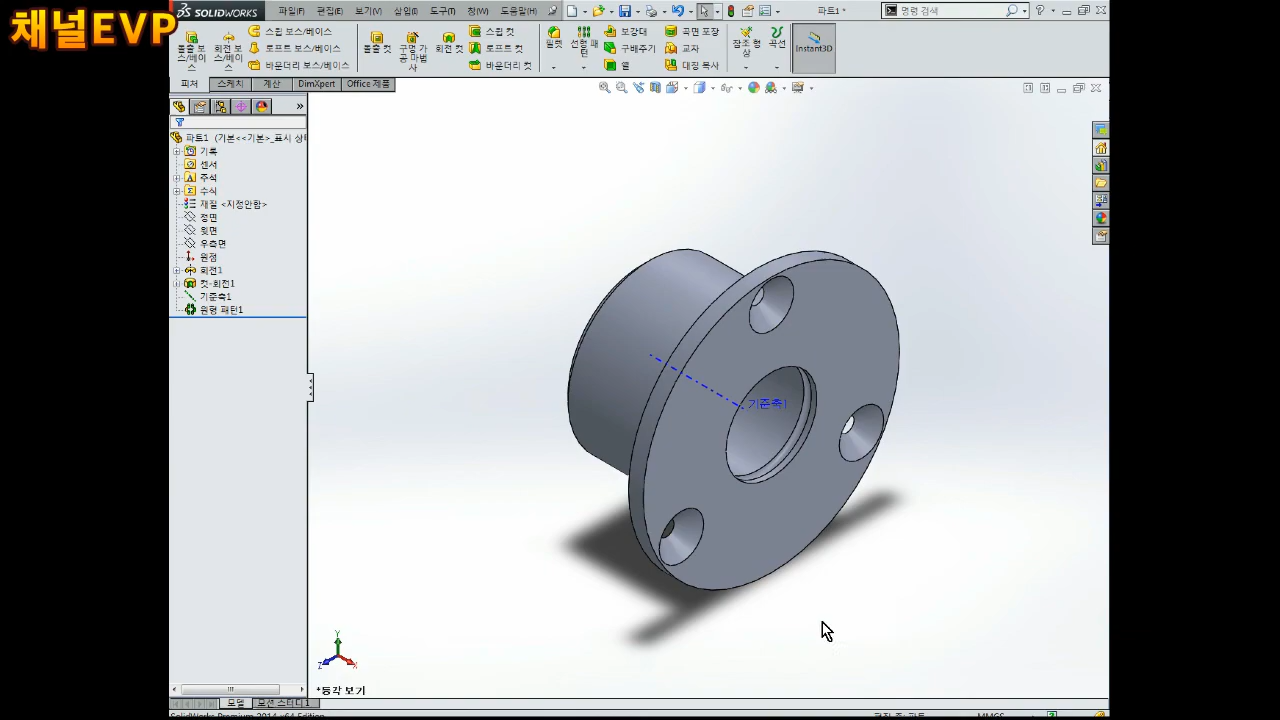 채널EVP
SOLIDWORKS
파일(F) 편집(E) 보기(V) 삽입(I) 도구(T) 창(W) 도움말(H)
파트1 *
명령 검색
돌출 보스/베이스
회전 보스/베이스
스윕 보스/베이스
로프트 보스/베이스
바운더리 보스/베이스
돌출 컷
구멍 가공 마법사
회전 컷
스윕 컷
로프트 컷
바운더리 컷
필렛
선형 패턴
보강대
구배주기
쉘
곡면 포장
교차
대칭 복사
참조 형상
곡선
Instant3D
피처 스케치 계산 DimXpert Office 제품
파트1 (기본<<기본>_표시 상태
기록
센서
주석
수식
재질 <지정안함>
정면
윗면
우측면
원점
회전1
컷-회전1
기준축1
원형 패턴1
기준축1
Y
Z
X
*등각 보기
모델 모션 스터디1
SolidWorks Premium 2014 x64 Edition
편집 중: 파트
MMGS